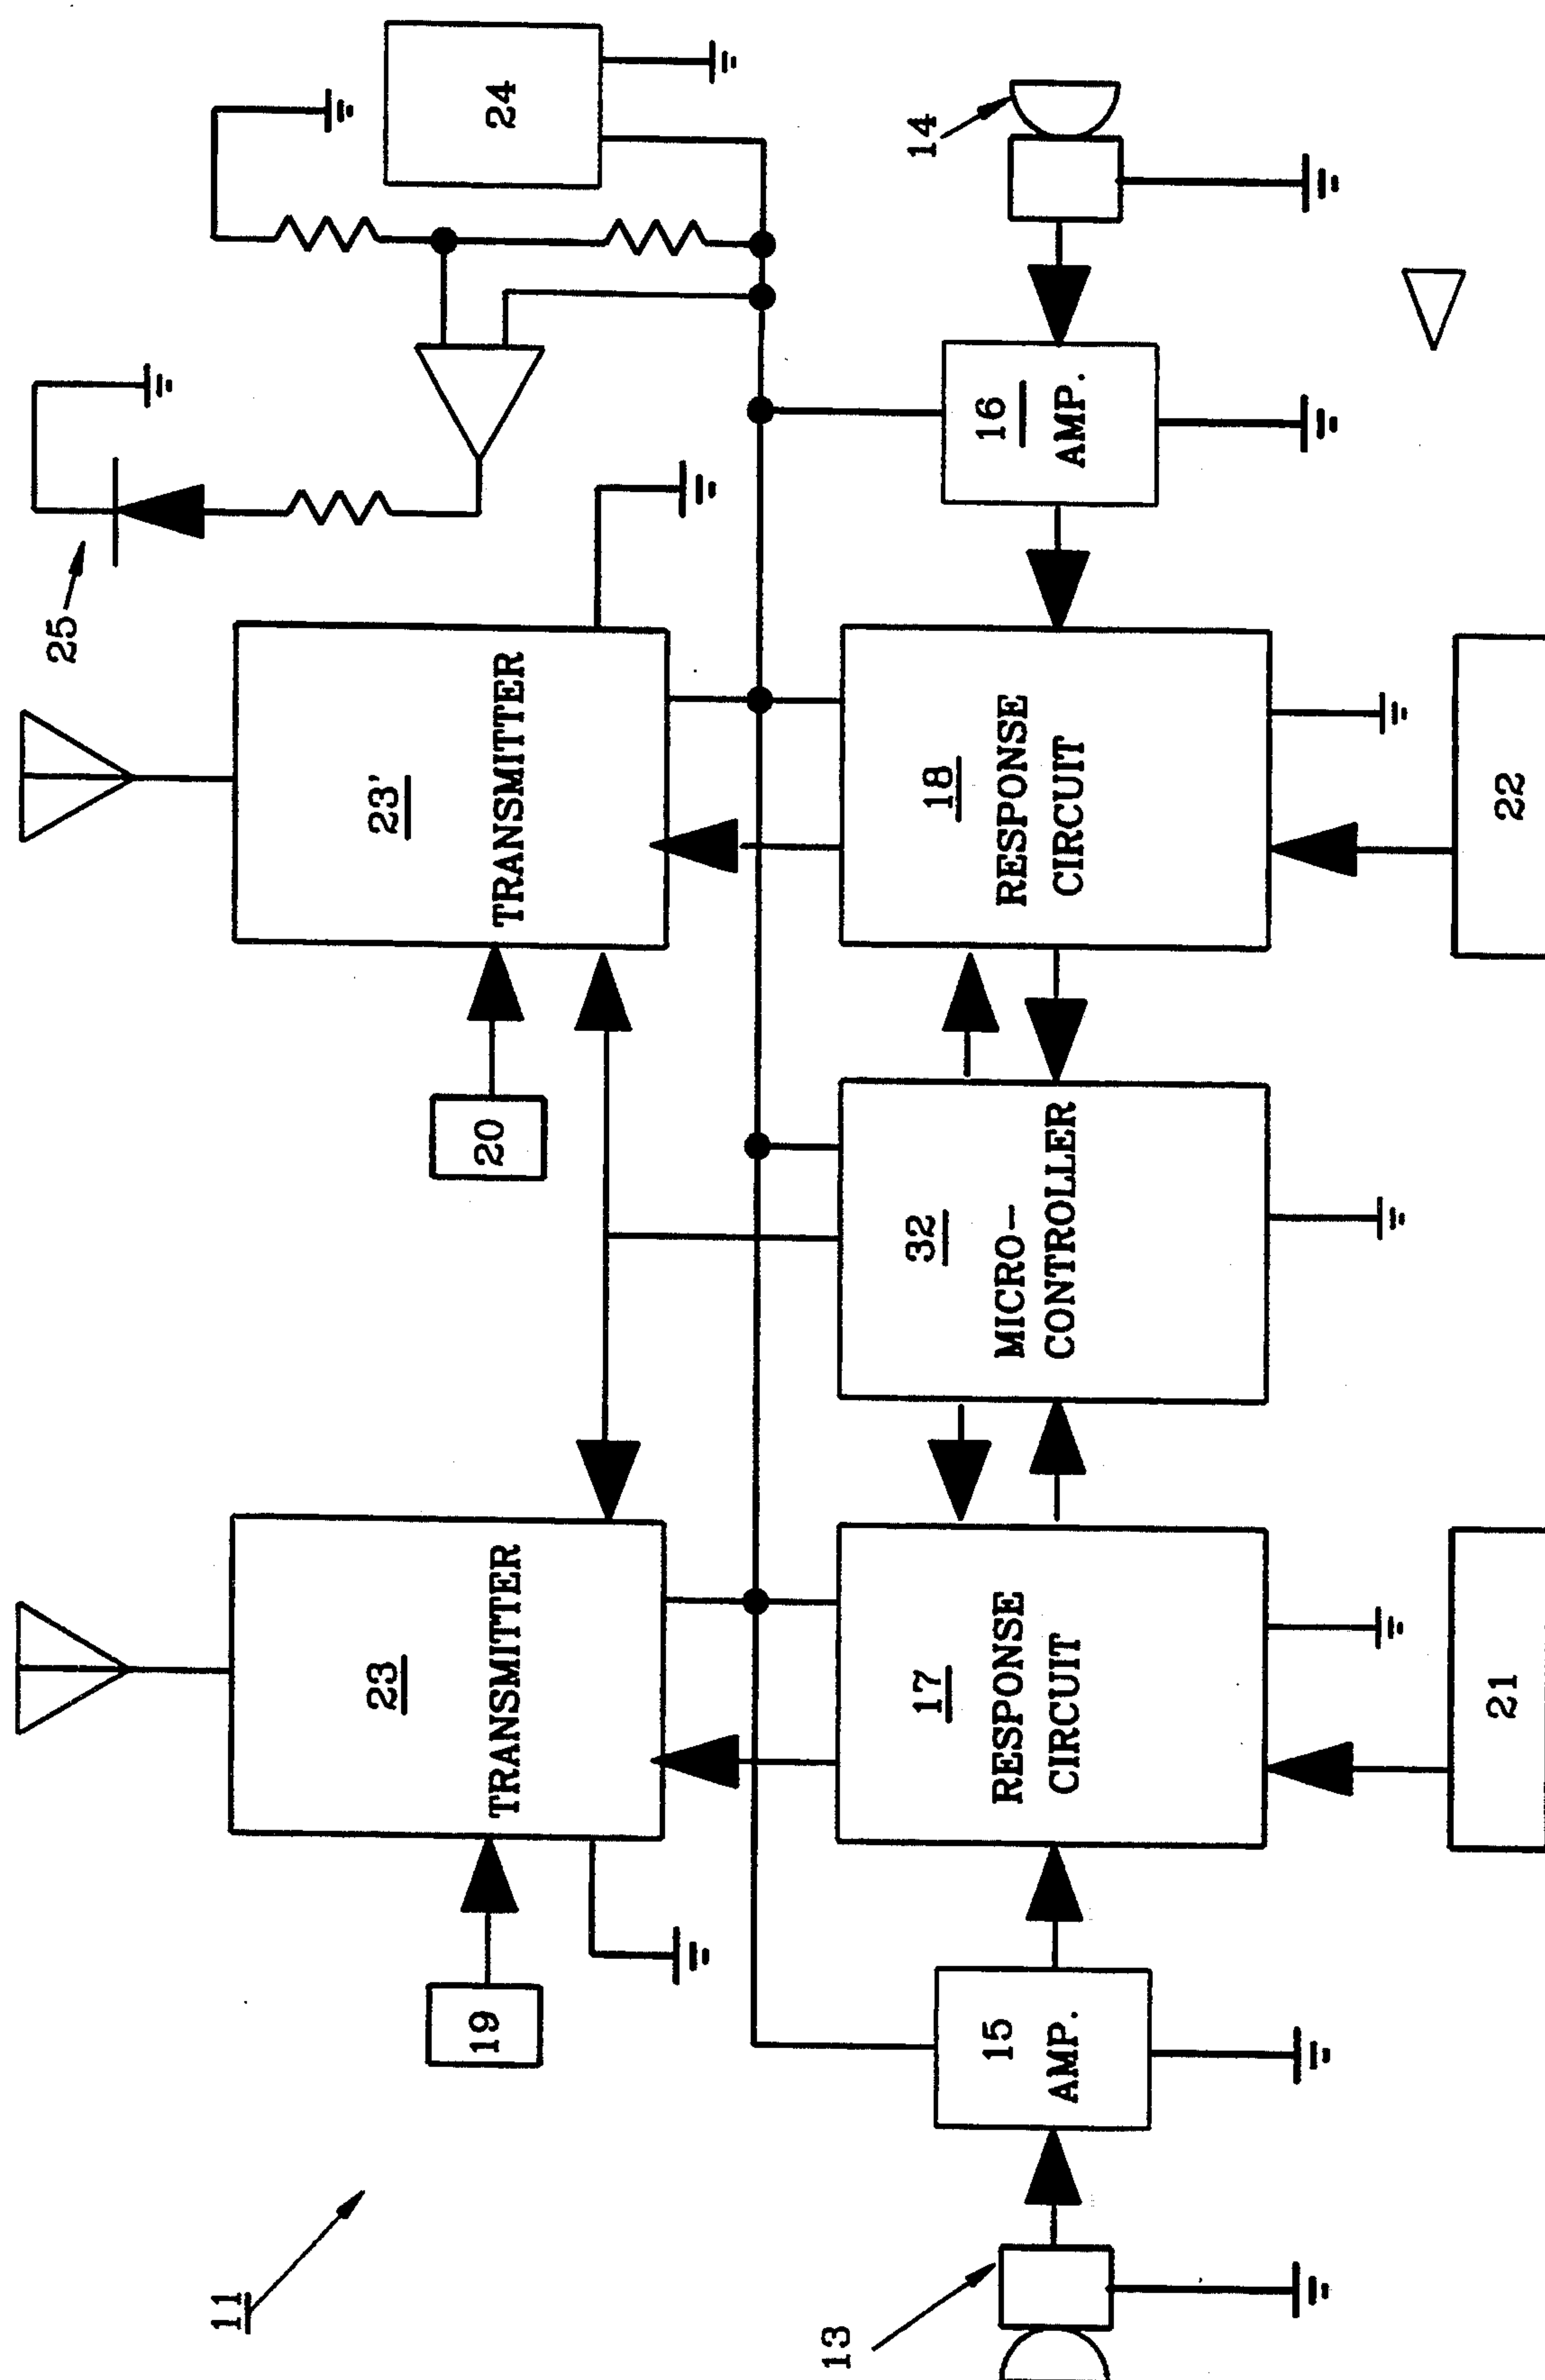 11
25
23
TRANSMITTER
23'
TRANSMITTER
24
19
20
13
15
AMP.
17
RESPONSE
CIRCUIT
32
MICRO-
CONTROLLER
18
RESPONSE
CIRCUIT
16
AMP.
14
21
22